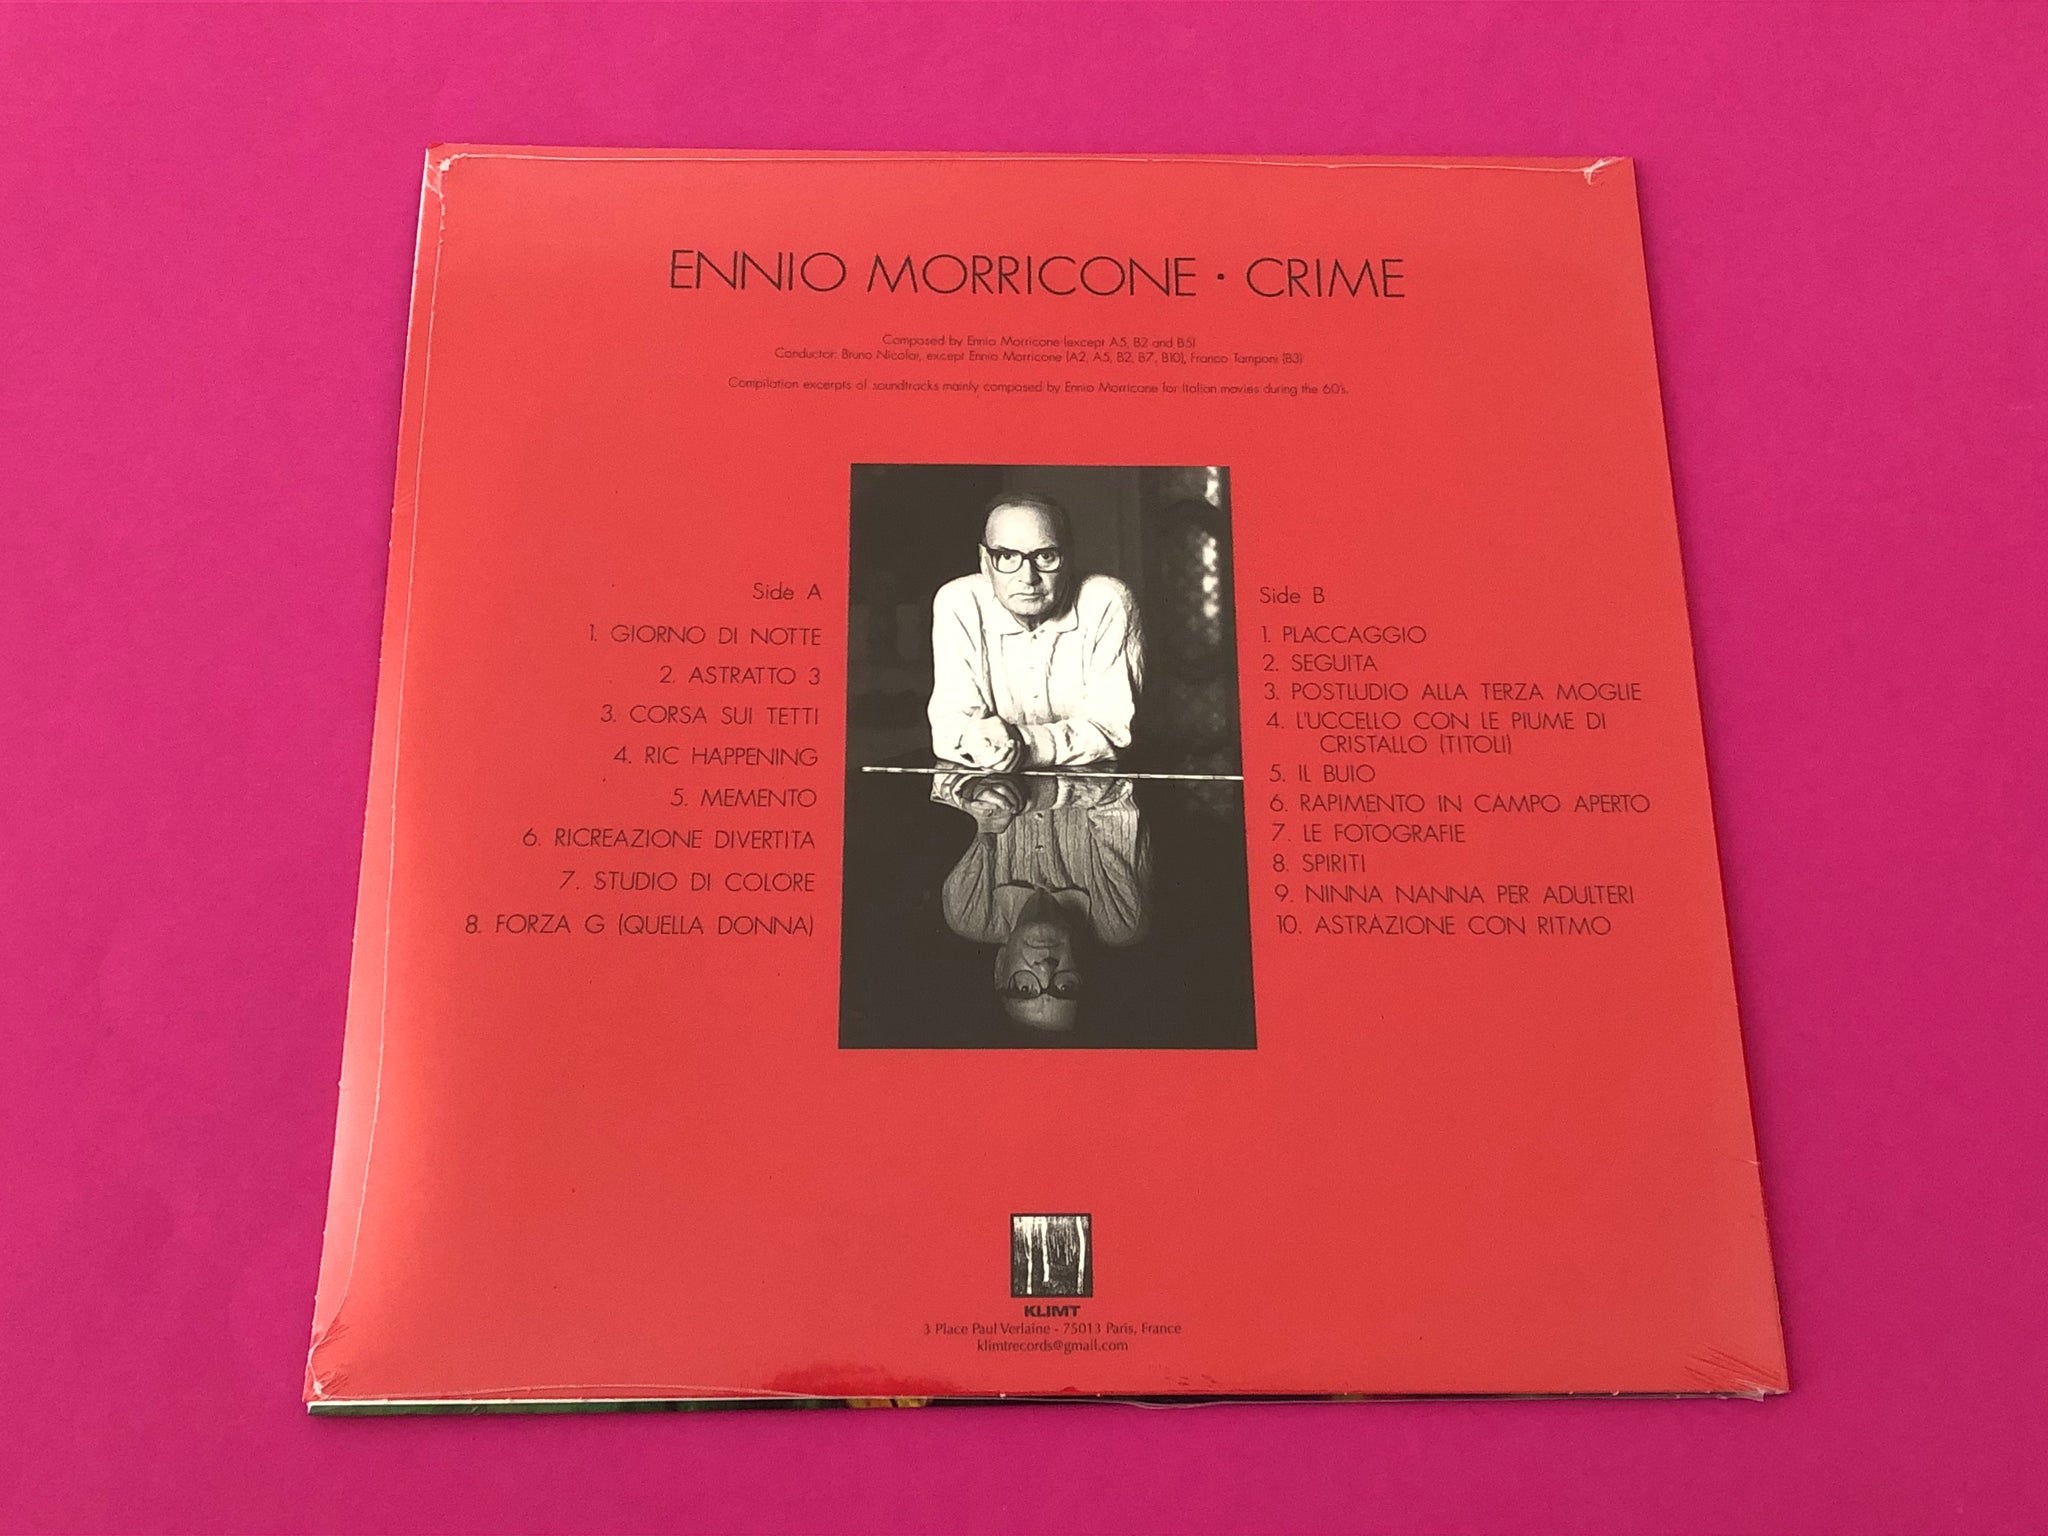 ENNIO MORRICONE · CRIME
Composed by Ennio Morricone (except A5, B2 and B5)
Conductor: Bruno Nicolai, except Ennio Morricone (A2, A5, B2, B7, B10), Franco Tamponi (B3)
Compilation excerpts of soundtracks mainly composed by Ennio Morricone for Italian movies during the 60's.
Side A
1. GIORNO DI NOTTE
2. ASTRATTO 3
3. CORSA SUI TETTI
4. RIC HAPPENING
5. MEMENTO
6. RICREAZIONE DIVERTITA
7. STUDIO DI COLORE
8. FORZA G (QUELLA DONNA)
Side B
1. PLACCAGGIO
2. SEGUITA
3. POSTLUDIO ALLA TERZA MOGLIE
4. L'UCCELLO CON LE PIUME DI
CRISTALLO (TITOLI)
5. IL BUIO
6. RAPIMENTO IN CAMPO APERTO
7. LE FOTOGRAFIE
8. SPIRITI
9. NINNA NANNA PER ADULTERI
10. ASTRAZIONE CON RITMO
KLIMT
3 Place Paul Verlaine - 75013 Paris, France
klimtrecords@gmail.com